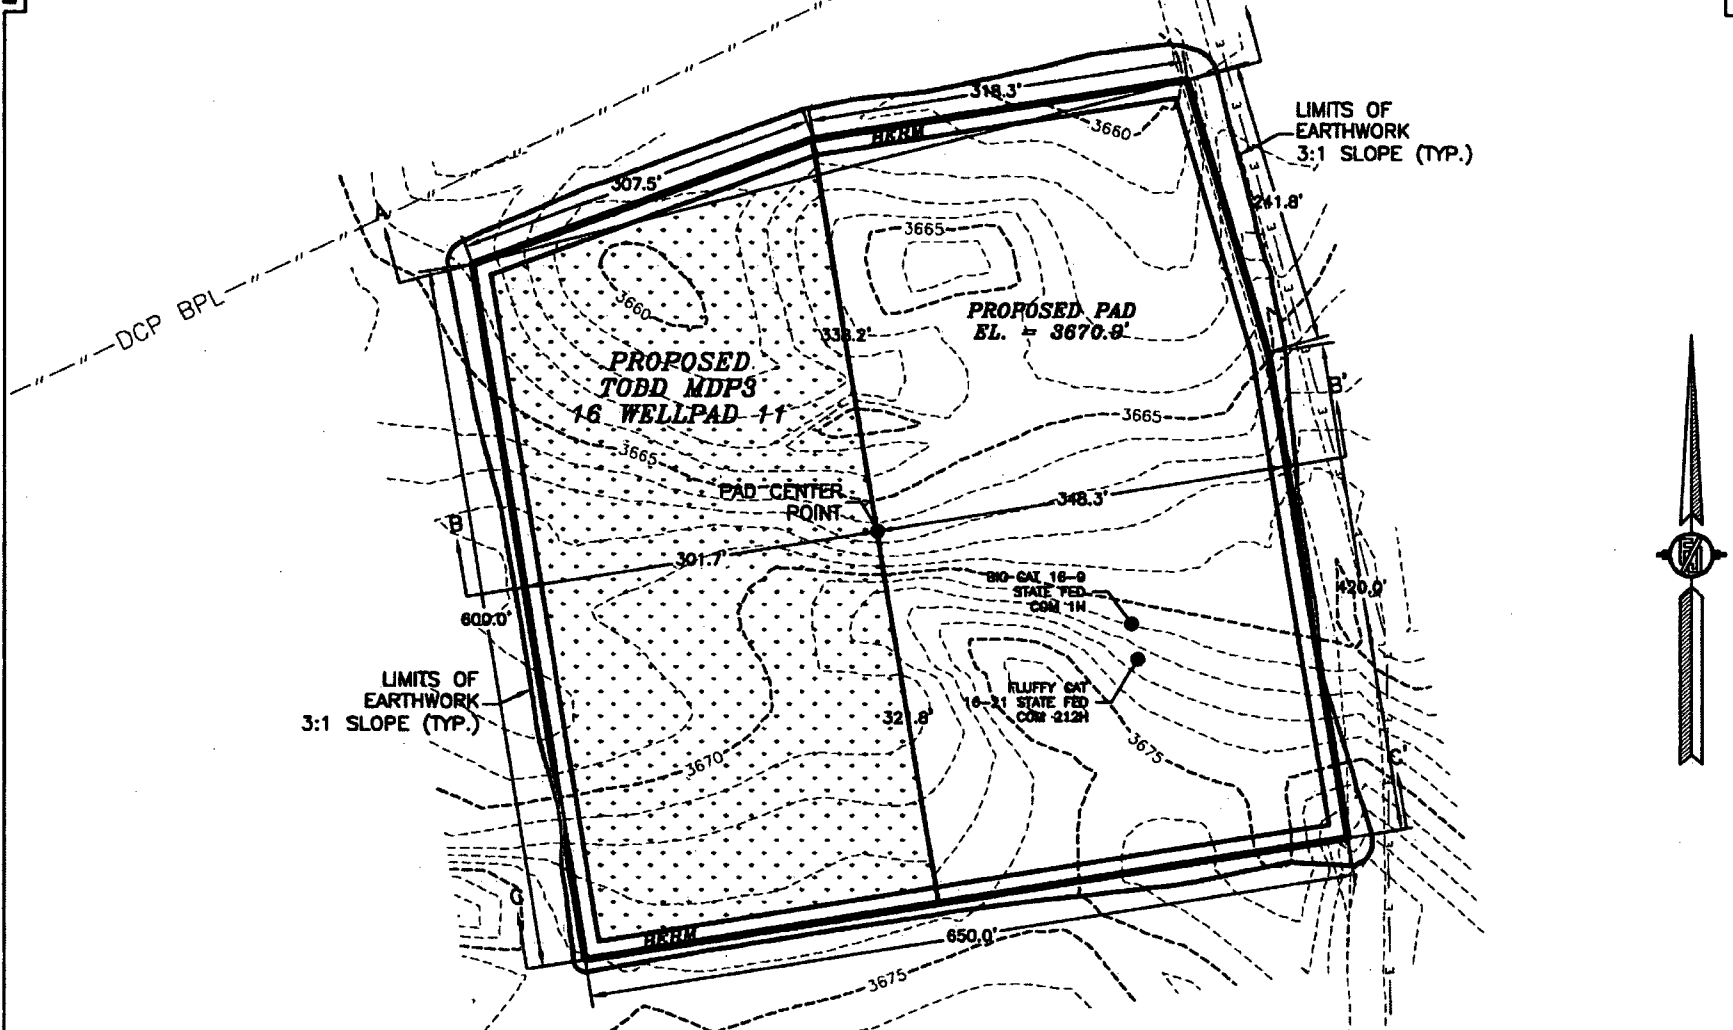 318.3'
LIMITS OF
EARTHWORK
3:1 SLOPE (TYP.)
3660
BERM
307.5'
A
241.8'
3665
3660
DCP BPL
PROPOSED PAD
EL. = 3670.9'
338.2'
PROPOSED
TODD MDP3
16 WELLPAD 11
B'
3665
3665
PAD CENTER
POINT
348.3'
B
301.7'
BIG CAT 16-9
STATE FED
COM 1H
420.0'
600.0'
LIMITS OF
EARTHWORK
3:1 SLOPE (TYP.)
FLUFFY CAT
16-21 STATE FED
COM 212H
3675
3670
C'
C
BERM
650.0'
3675